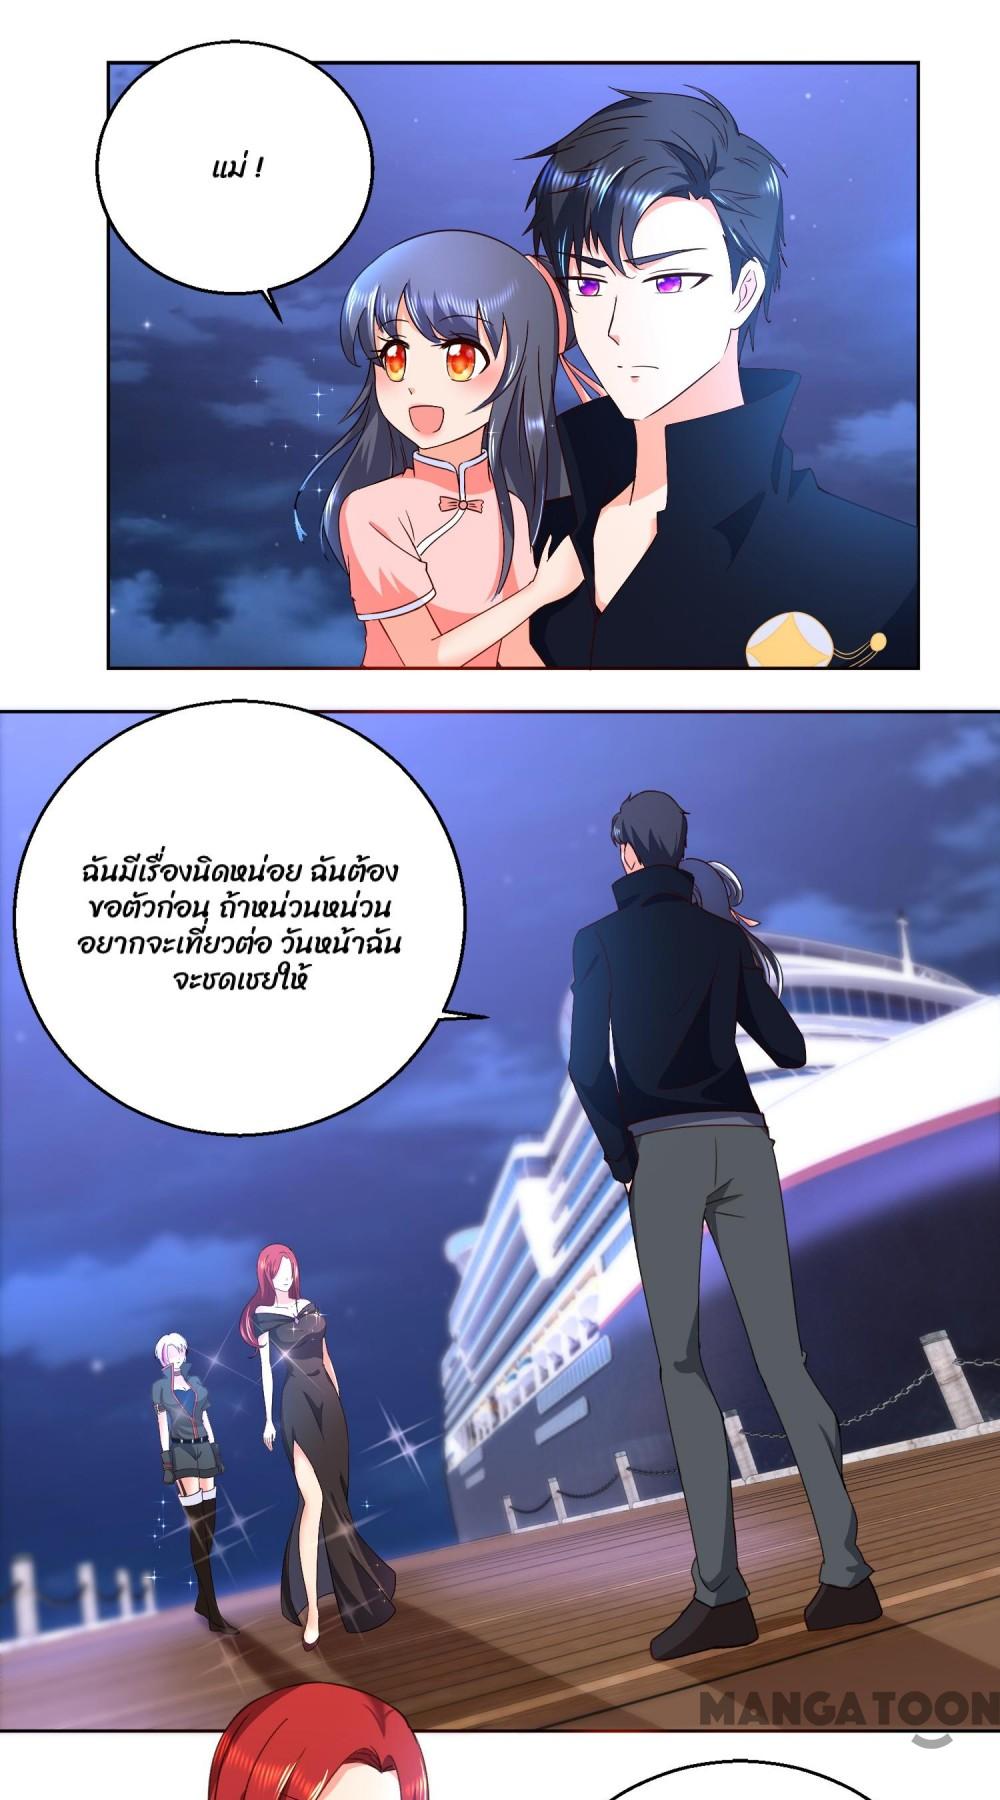 แม่ !
ฉันมีเรื่องนิดหน่อย ฉันต้อง
ขอตัวก่อน ถ้าหน่วนหน่วน
อยากจะเที่ยวต่อ วันหน้าฉัน
จะชดเชยให้
MANGATOON